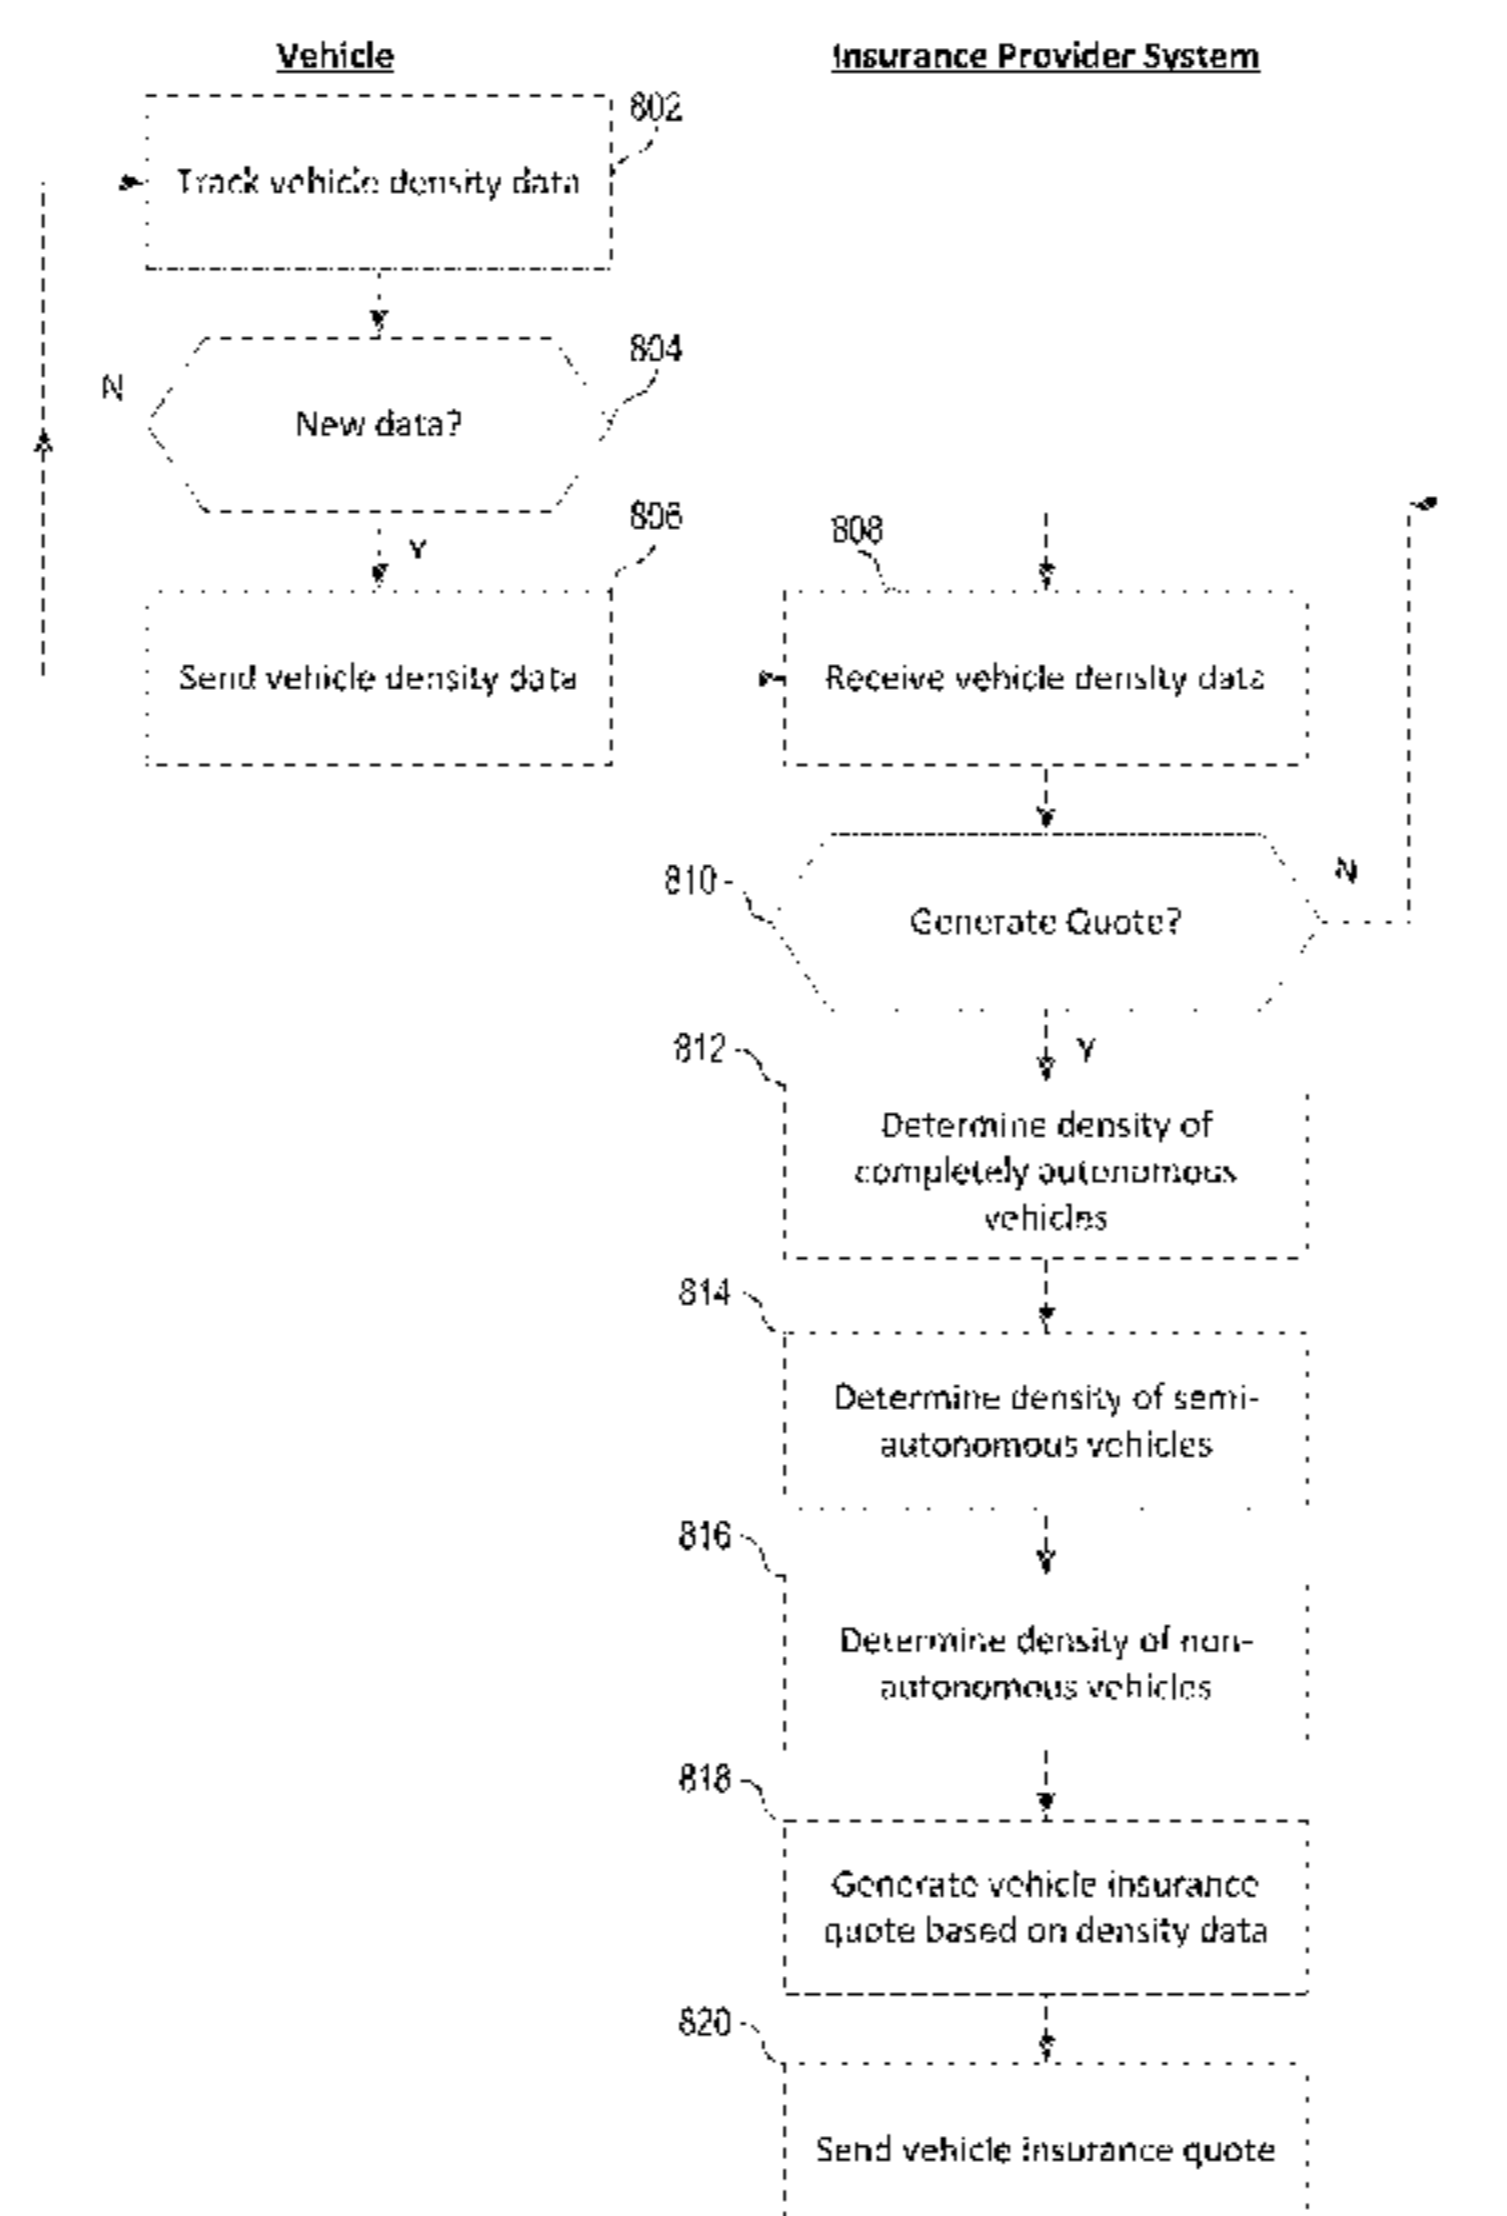 Vehicle
Insurance Provider System
802
Track vehicle density data
804
N
New data?
806
Y
Send vehicle density data
808
Receive vehicle density data
810
N
Generate Quote?
812
Y
Determine density of
completely autonomous
vehicles
814
Determine density of semi-
autonomous vehicles
816
Determine density of non-
autonomous vehicles
818
Generate vehicle insurance
quote based on density data
820
Send vehicle insurance quote